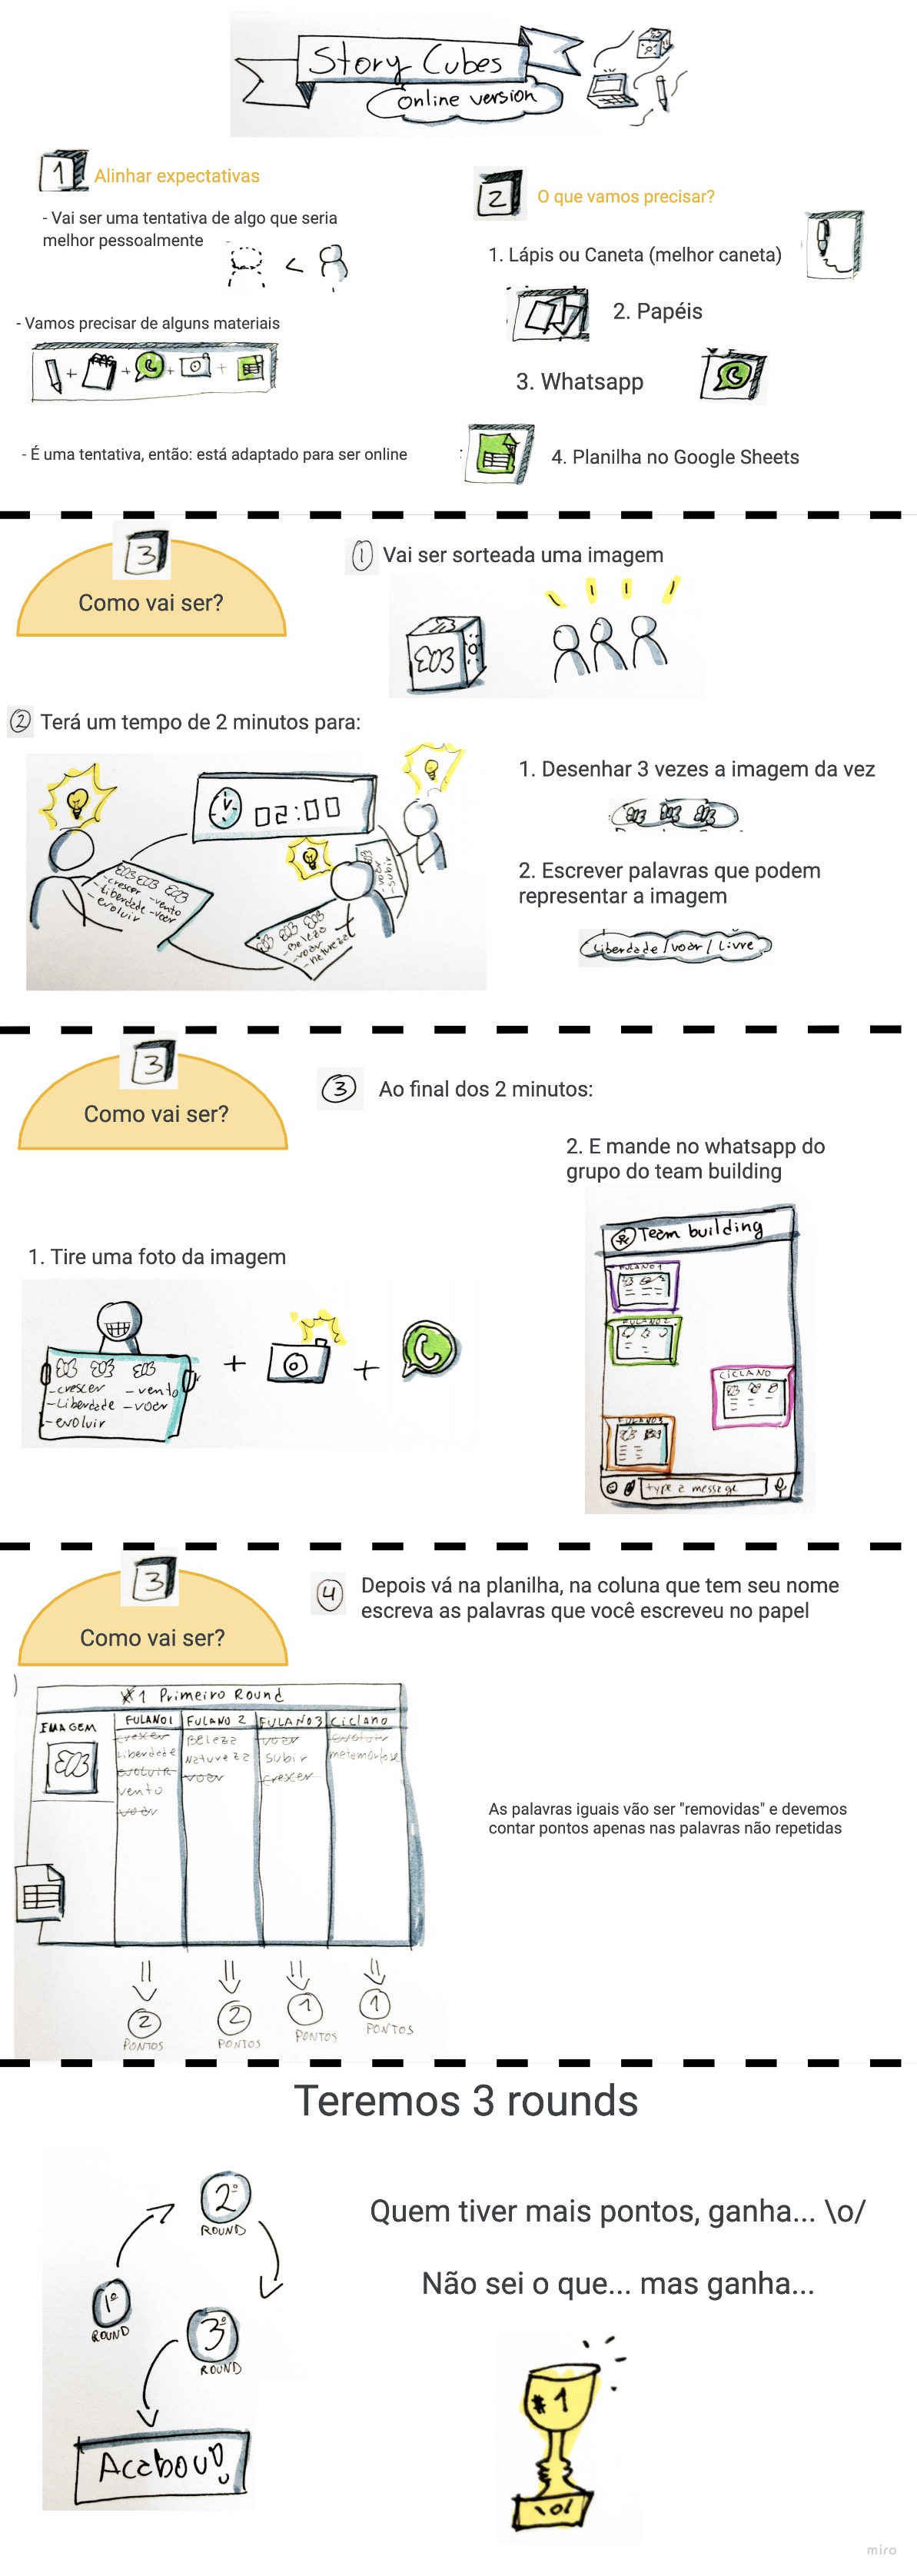 Story Cubes
online version
1
Alinhar expectativas
- Vai ser uma tentativa de algo que seria
melhor pessoalmente
<
- Vamos precisar de alguns materiais
+ + + +
- É uma tentativa, então: está adaptado para ser online
2
O que vamos precisar?
1. Lápis ou Caneta (melhor caneta)
2. Papéis
3. Whatsapp
4. Planilha no Google Sheets
3
Como vai ser?
1 Vai ser sorteada uma imagem
2 Terá um tempo de 2 minutos para:
02:00
- crescer - vento
- Liberdade - voar
- evoluir
- Beleza
- voar
- natureza
- voar
- subir
1. Desenhar 3 vezes a imagem da vez
2. Escrever palavras que podem
representar a imagem
Liberdade / voar / Livre
3
Como vai ser?
3 Ao final dos 2 minutos:
1. Tire uma foto da imagem
- crescer - vento
- Liberdade - voar
- evoluir
+ +
2. E mande no whatsapp do
grupo do team building
Team building
FULANO 1
FULANO 2
CICLANO
FULANO 3
type a message
3
Como vai ser?
4 Depois vá na planilha, na coluna que tem seu nome
escreva as palavras que você escreveu no papel
#1 Primeiro Round
IMAGEM FULANO1 FULANO 2 FULANO3 Ciclano
crescer Beleza voar evoluir
Liberdade Natureza subir metamorfose
evoluir voar crescer
vento
voar
2 2 1 1
PONTOS PONTOS PONTOS PONTOS
As palavras iguais vão ser "removidas" e devemos
contar pontos apenas nas palavras não repetidas
Teremos 3 rounds
2º
ROUND
1º
ROUND
3º
ROUND
Acabou!
Quem tiver mais pontos, ganha... \o/
Não sei o que... mas ganha...
#1
\o/
miro